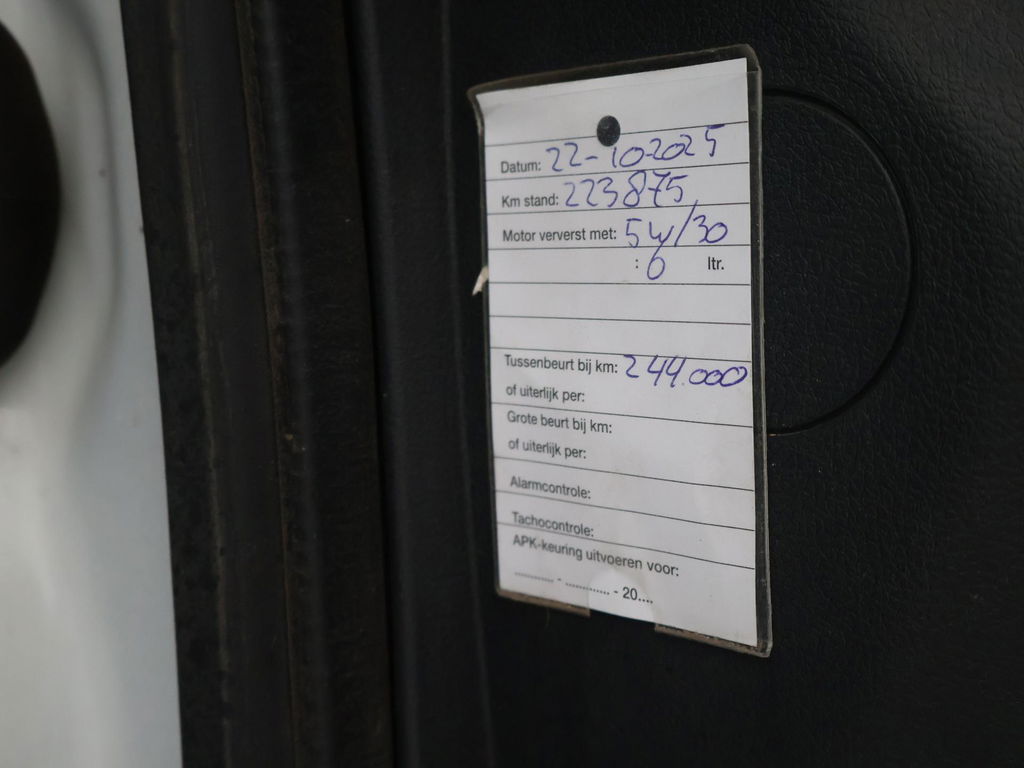 Datum: 22-10-2025
Km stand: 223875
Motor ververst met: 5w/30
: 6 ltr.
Tussenbeurt bij km: 244.000
of uiterlijk per:
Grote beurt bij km:
of uiterlijk per:
Alarmcontrole:
Tachocontrole:
APK-keuring uitvoeren voor:
............ - ............. - 20....